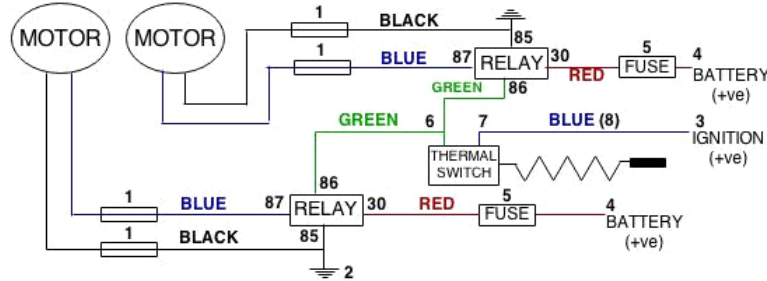 1
BLACK
MOTOR
MOTOR
85
1
BLUE
87
RELAY
30
5
FUSE
4
RED
BATTERY
(+ve)
GREEN
86
GREEN
6
7
BLUE (8)
3
IGNITION
(+ve)
THERMAL
SWITCH
86
1
BLUE
87
RELAY
30
RED
5
FUSE
4
BATTERY
(+ve)
1
BLACK
85
2